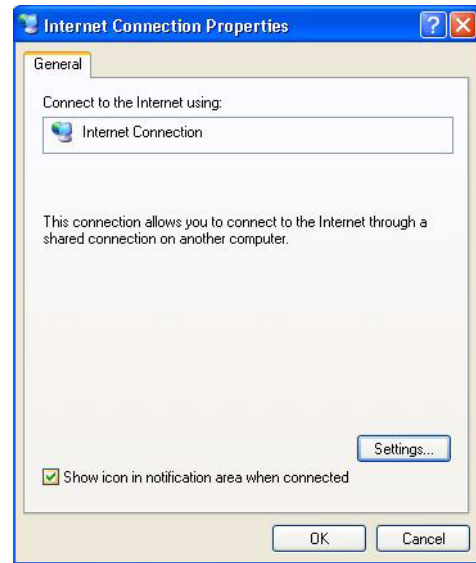 Internet Connection Properties
General
Connect to the Internet using:
Internet Connection
This connection allows you to connect to the Internet through a
shared connection on another computer.
Settings...
Show icon in notification area when connected
OK
Cancel